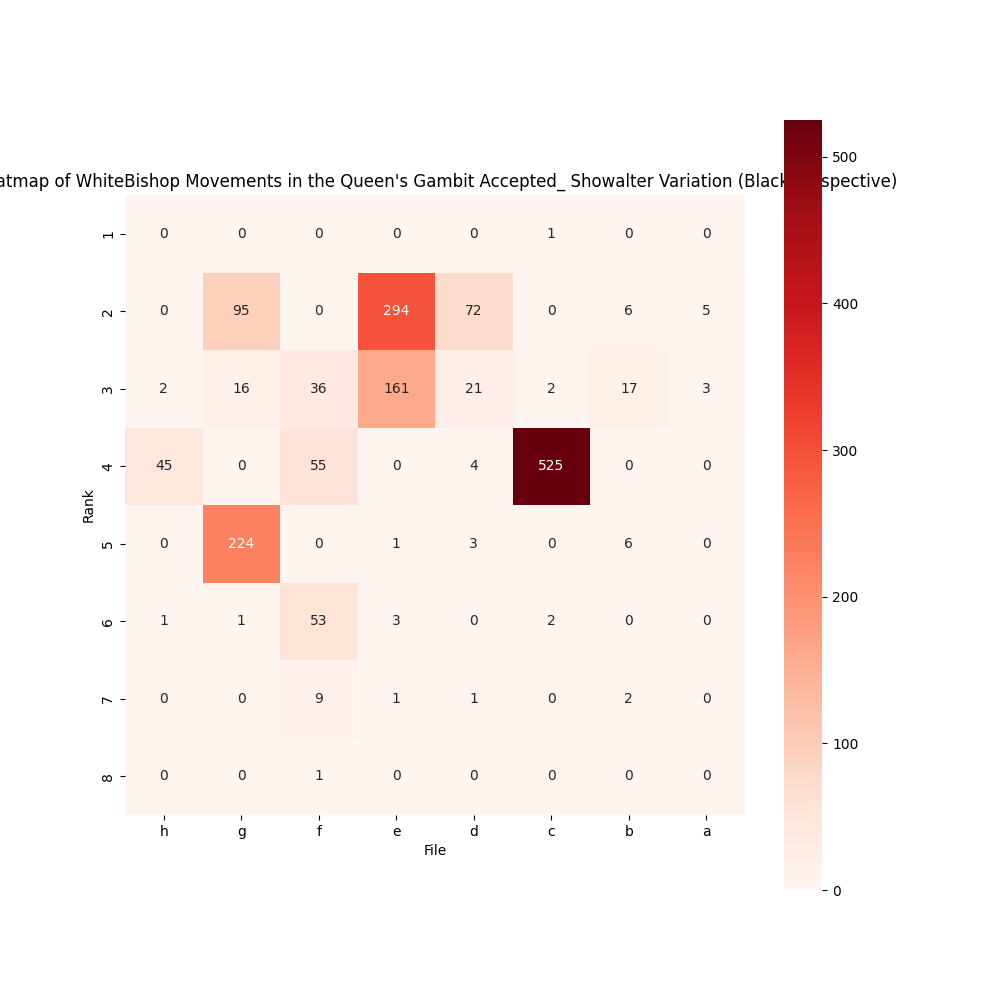 atmap of WhiteBishop Movements in the Queen's Gambit Accepted_ Showalter Variation (Black Perspective)
1 0 0 0 0 0 1 0 0
2 0 95 0 294 72 0 6 5
3 2 16 36 161 21 2 17 3
4 45 0 55 0 4 525 0 0
5 0 224 0 1 3 0 6 0
6 1 1 53 3 0 2 0 0
7 0 0 9 1 1 0 2 0
8 0 0 1 0 0 0 0 0
Rank
h g f e d c b a
File
500
400
300
200
100
0